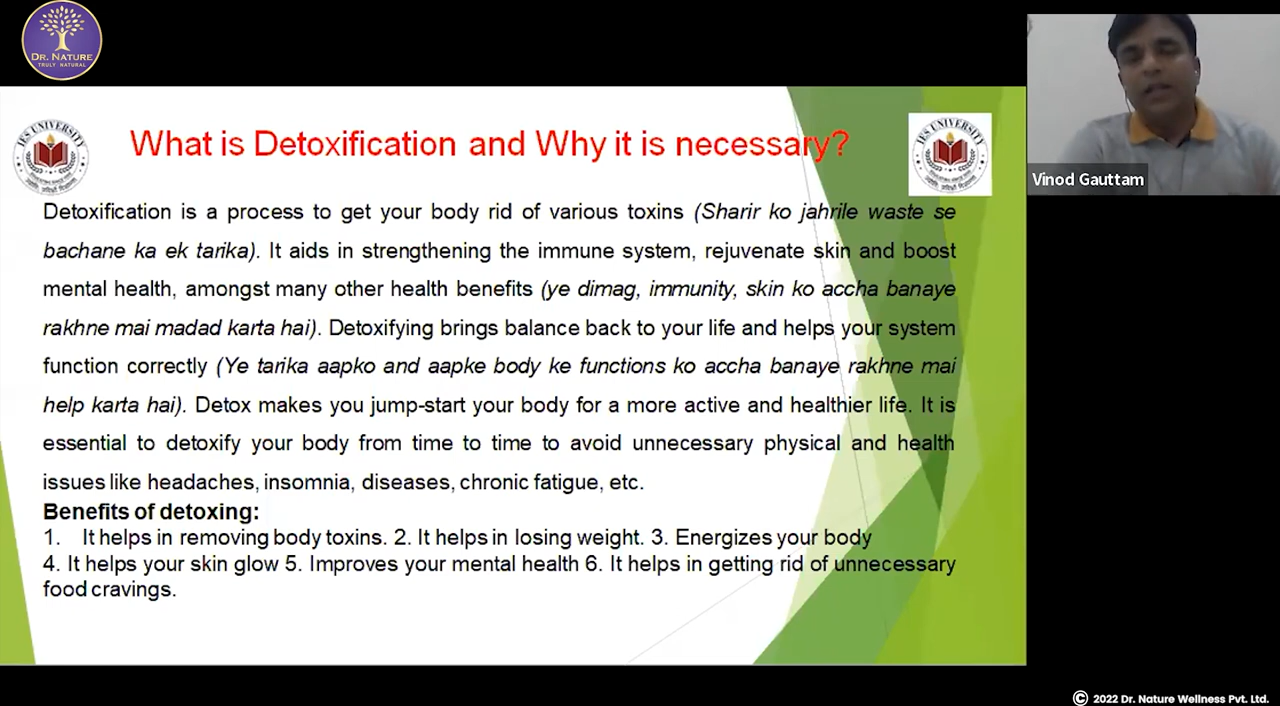 DR. NATURE
TRULY NATURAL
IES UNIVERSITY
What is Detoxification and Why it is necessary?
IES UNIVERSITY
Vinod Gauttam
Detoxification is a process to get your body rid of various toxins (Sharir ko jahrile waste se
bachane ka ek tarika). It aids in strengthening the immune system, rejuvenate skin and boost
mental health, amongst many other health benefits (ye dimag, immunity, skin ko accha banaye
rakhne mai madad karta hai). Detoxifying brings balance back to your life and helps your system
function correctly (Ye tarika aapko and aapke body ke functions ko accha banaye rakhne mai
help karta hai). Detox makes you jump-start your body for a more active and healthier life. It is
essential to detoxify your body from time to time to avoid unnecessary physical and health
issues like headaches, insomnia, diseases, chronic fatigue, etc.
Benefits of detoxing:
1. It helps in removing body toxins. 2. It helps in losing weight. 3. Energizes your body
4. It helps your skin glow 5. Improves your mental health 6. It helps in getting rid of unnecessary
food cravings.
© 2022 Dr. Nature Wellness Pvt. Ltd.